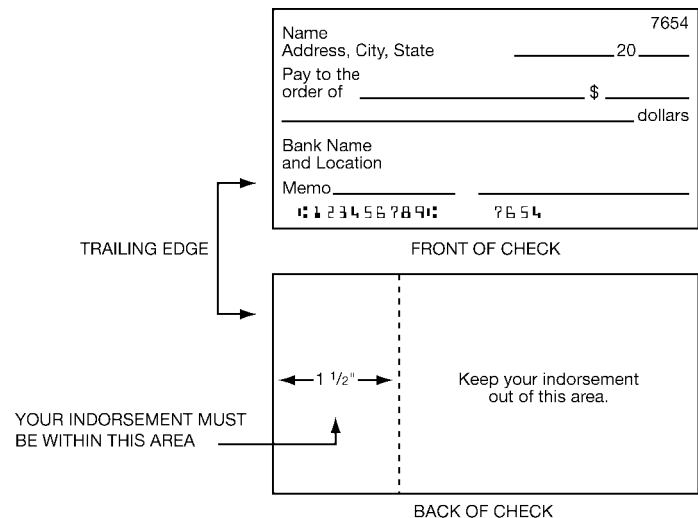 7654
Name
Address, City, State 20
Pay to the
order of $
dollars
Bank Name
and Location
Memo
⑆123456789⑆ 7654
TRAILING EDGE
FRONT OF CHECK
1 1/2"
Keep your indorsement
out of this area.
YOUR INDORSEMENT MUST
BE WITHIN THIS AREA
BACK OF CHECK